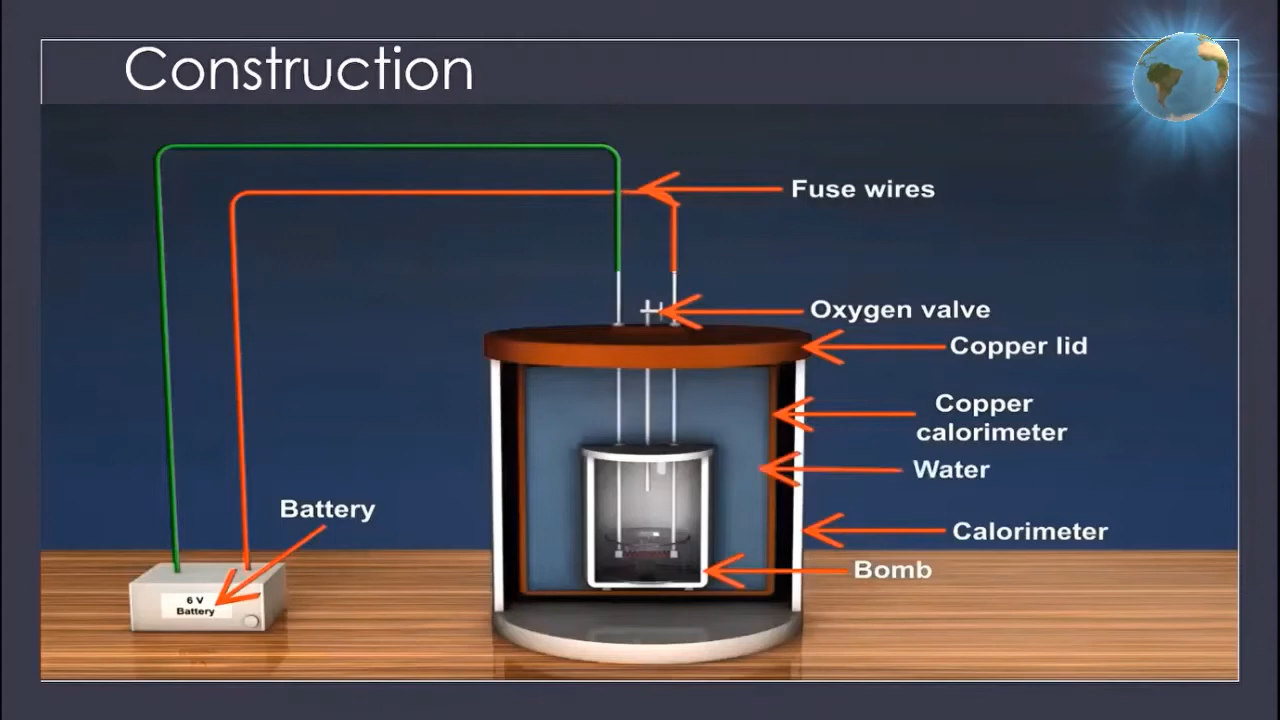 Construction
Fuse wires
Oxygen valve
Copper lid
Copper
calorimeter
Water
Battery
Calorimeter
Bomb
6 V
Battery